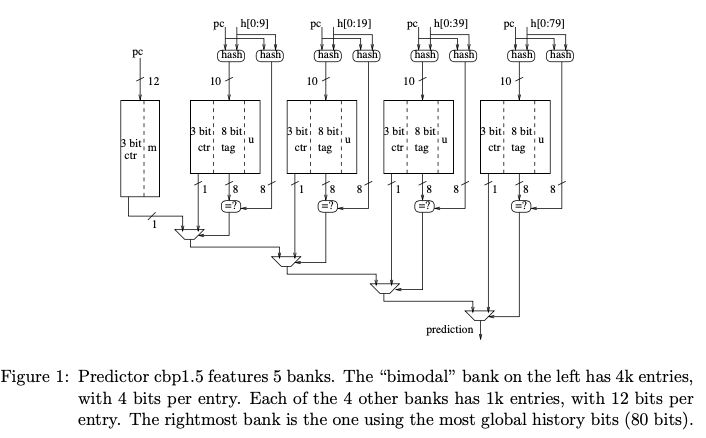 pc h[0:9] pc h[0:19] pc h[0:39] pc h[0:79]
hash hash hash hash hash hash hash hash
pc
12 10 10 10 10
3 bit ctr m
3 bit ctr 8 bit tag u
3 bit ctr 8 bit tag u
3 bit ctr 8 bit tag u
3 bit ctr 8 bit tag u
1 8 8 1 8 8 1 8 8 1 8 8
=? =? =? =?
1
prediction
Figure 1: Predictor cbp1.5 features 5 banks. The “bimodal” bank on the left has 4k entries,
with 4 bits per entry. Each of the 4 other banks has 1k entries, with 12 bits per
entry. The rightmost bank is the one using the most global history bits (80 bits).